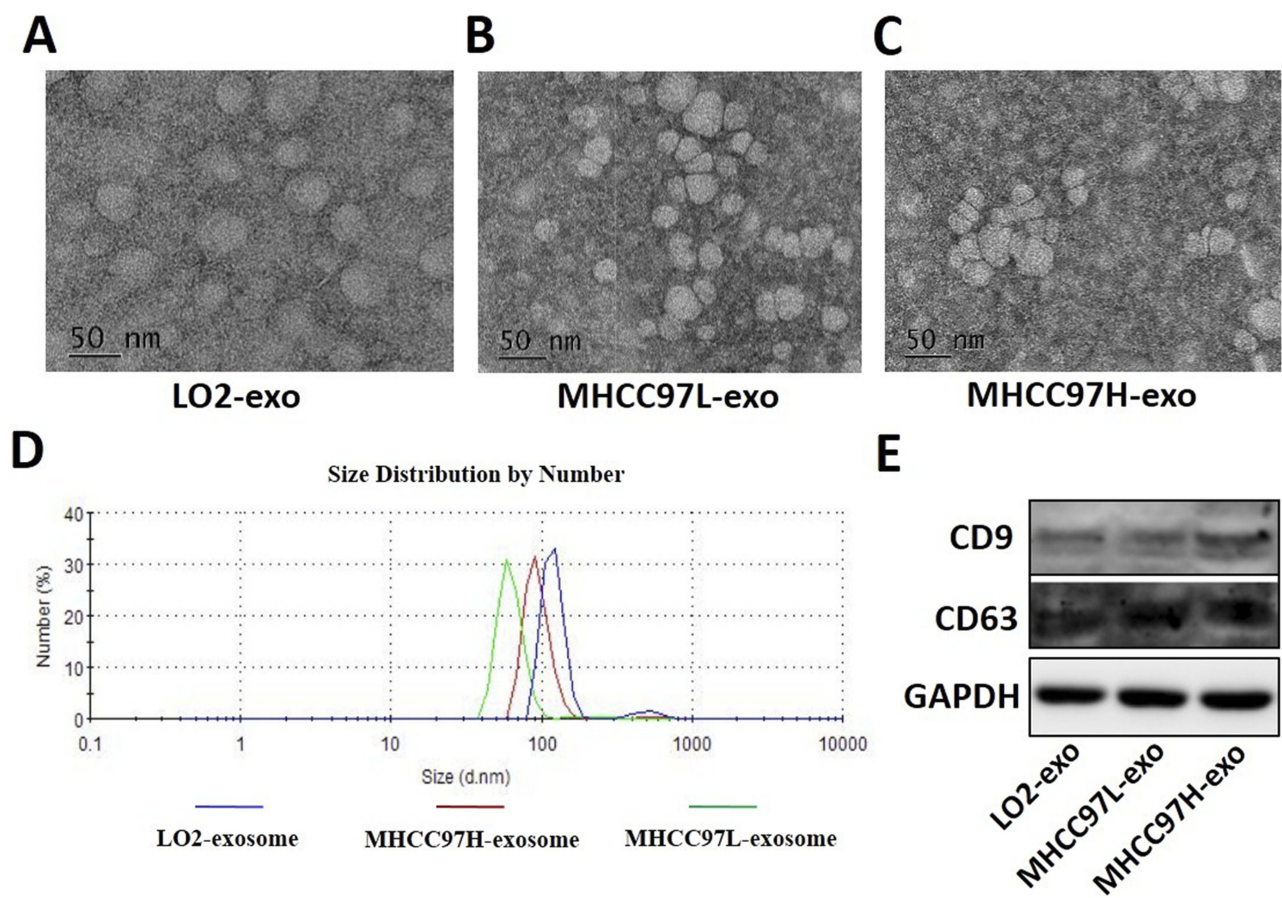 A
B
C
50 nm
50 nm
50 nm
LO2-exo
MHCC97L-exo
MHCC97H-exo
D
Size Distribution by Number
Number (%)
40
30
20
10
0
0.1
1
10
100
1000
10000
Size (d.nm)
LO2-exosome
MHCC97H-exosome
MHCC97L-exosome
E
CD9
CD63
GAPDH
LO2-exo
MHCC97L-exo
MHCC97H-exo